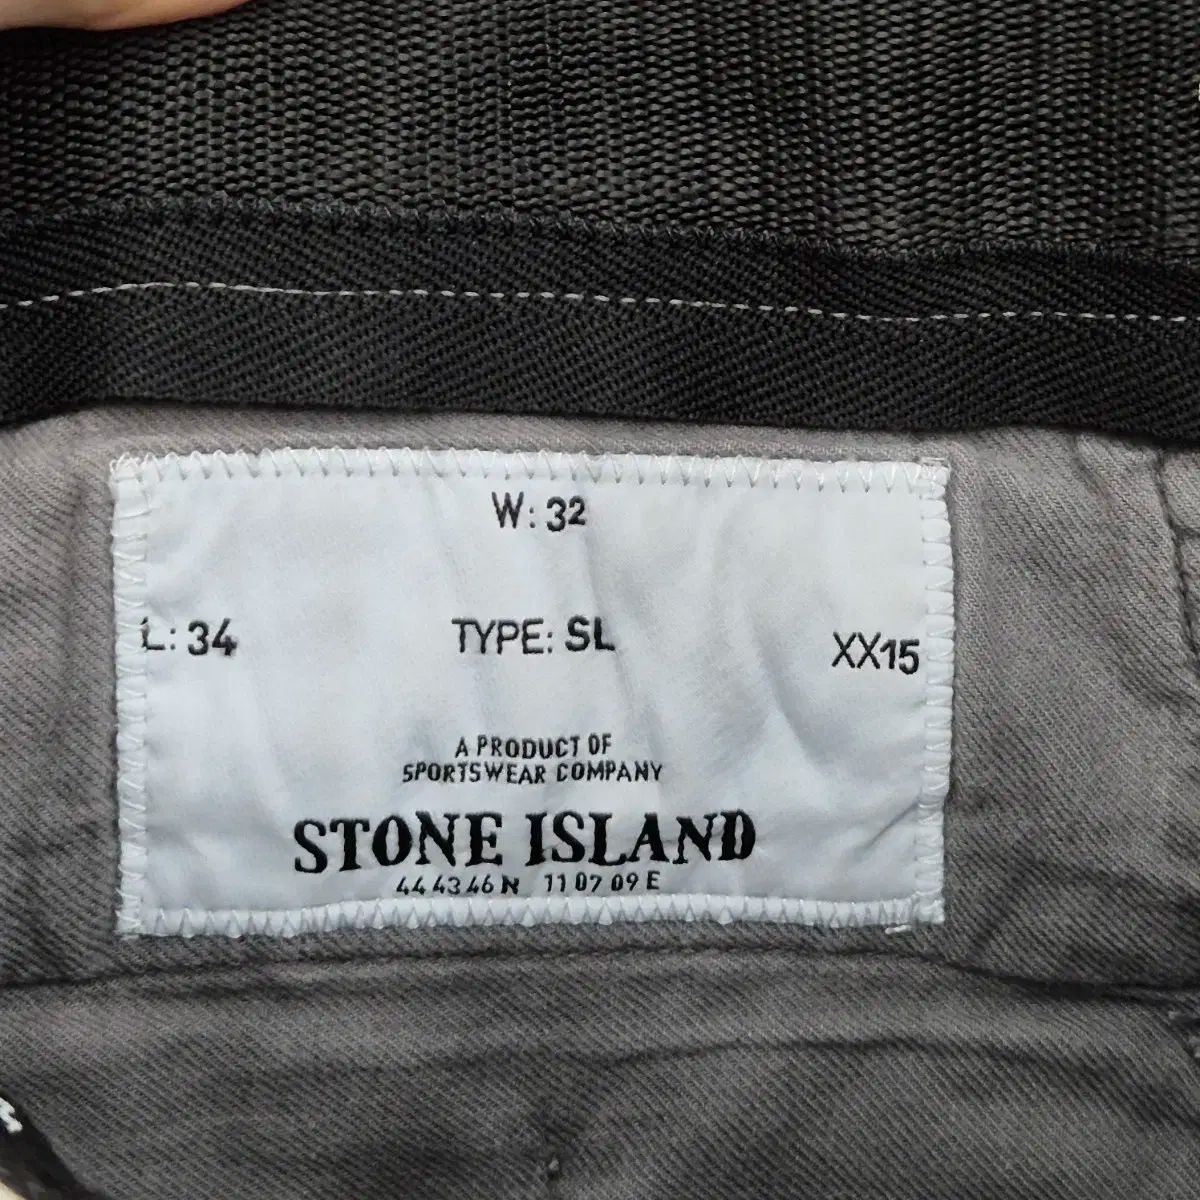 W: 32
L: 34 TYPE: SL XX15
A PRODUCT OF
SPORTSWEAR COMPANY
STONE ISLAND
44 43 46 N 11 07 09 E